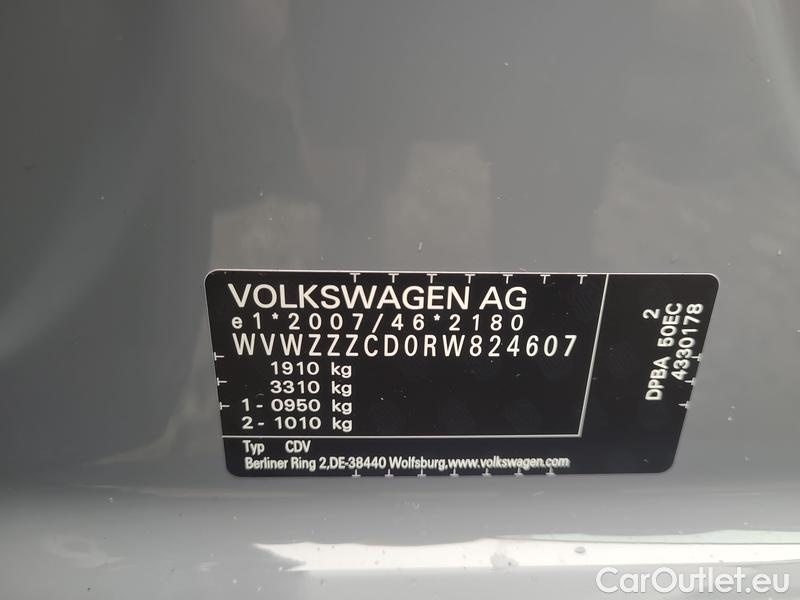 VOLKSWAGEN AG
e1*2007/46*2180
WVWZZZCD0RW824607
1910 kg
3310 kg
1 - 0950 kg
2 - 1010 kg
Typ CDV
Berliner Ring 2,DE-38440 Wolfsburg,www.volkswagen.com
2
DPBA 50EC
4330178
CarOutlet.eu